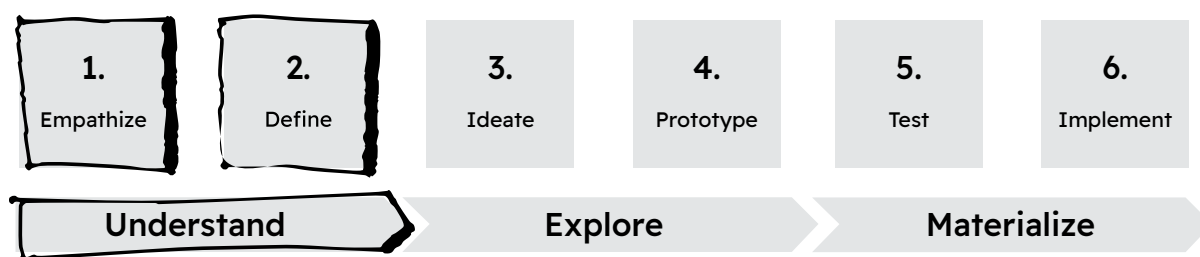 1.
Empathize
2.
Define
3.
Ideate
4.
Prototype
5.
Test
6.
Implement
Understand
Explore
Materialize